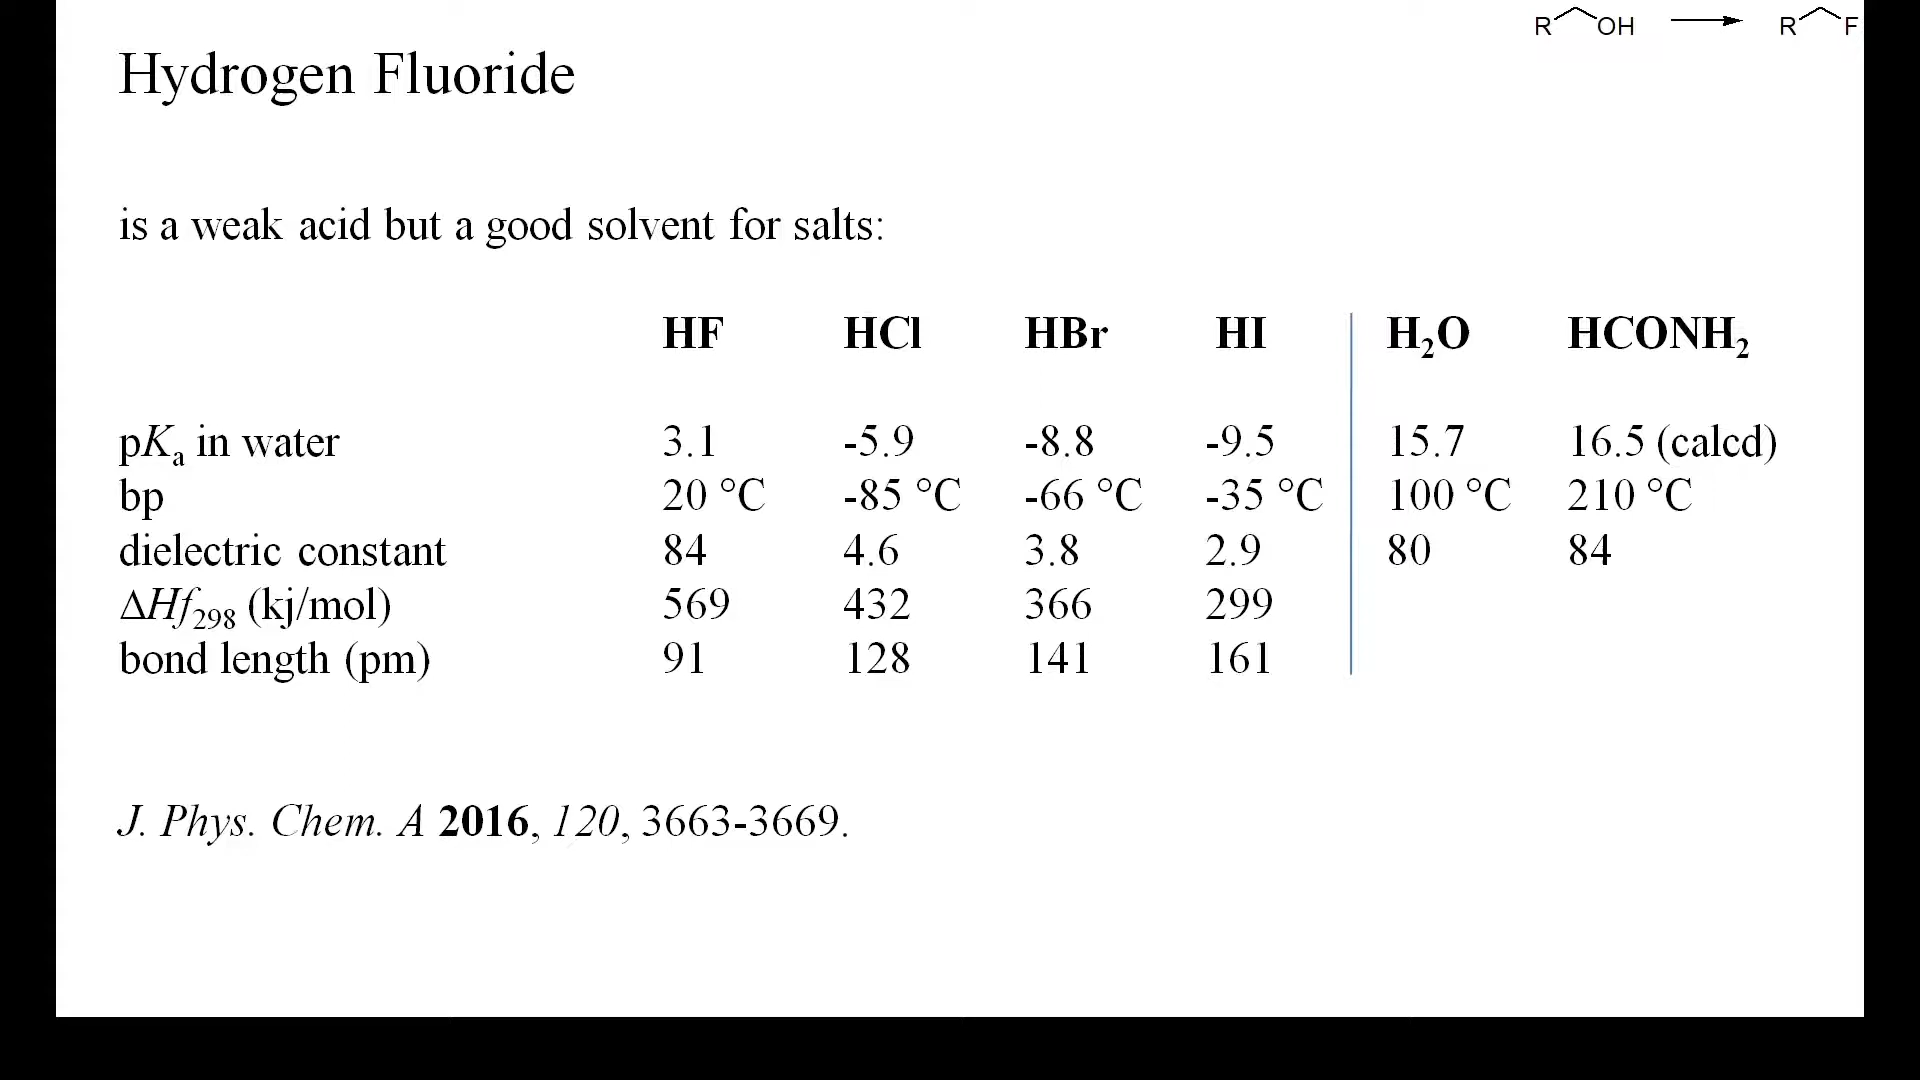 R OH R F
Hydrogen Fluoride
is a weak acid but a good solvent for salts:
HF HCl HBr HI H₂O HCONH₂
pKₐ in water 3.1 -5.9 -8.8 -9.5 15.7 16.5 (calcd)
bp 20 °C -85 °C -66 °C -35 °C 100 °C 210 °C
dielectric constant 84 4.6 3.8 2.9 80 84
ΔHf₂₉₈ (kj/mol) 569 432 366 299
bond length (pm) 91 128 141 161
J. Phys. Chem. A 2016, 120, 3663-3669.